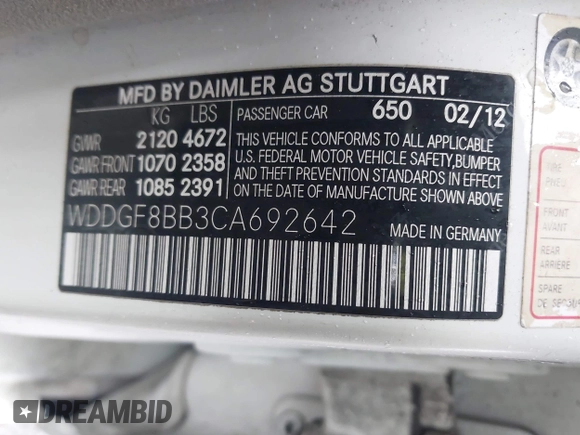 MFD BY DAIMLER AG STUTTGART
KG LBS PASSENGER CAR 650 02/12
GVWR 2120 4672
GAWR FRONT 1070 2358
GAWR REAR 1085 2391
THIS VEHICLE CONFORMS TO ALL APPLICABLE
U.S. FEDERAL MOTOR VEHICLE SAFETY, BUMPER
AND THEFT PREVENTION STANDARDS IN EFFECT
ON DATE OF MANUFACTURE SHOWN ABOVE
WDDGF8BB3CA692642 MADE IN GERMANY
TIRE
PNEU
FRONT
AVANT
REAR
ARRIÈRE
SPARE
DREAMBID